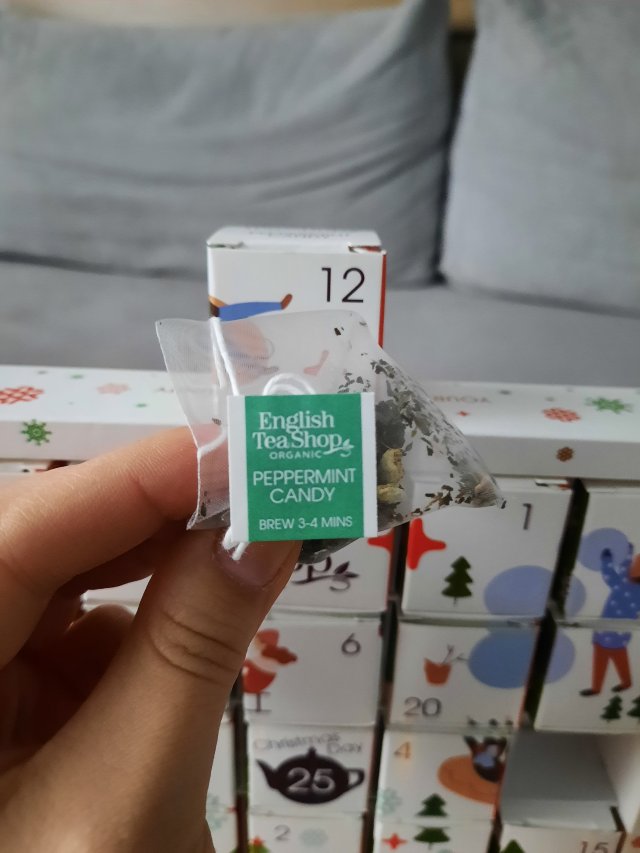 12
English
Tea Shop
ORGANIC
PEPPERMINT
CANDY
BREW 3-4 MINS
1
6
20
Christmas
Day
25
4
2
15